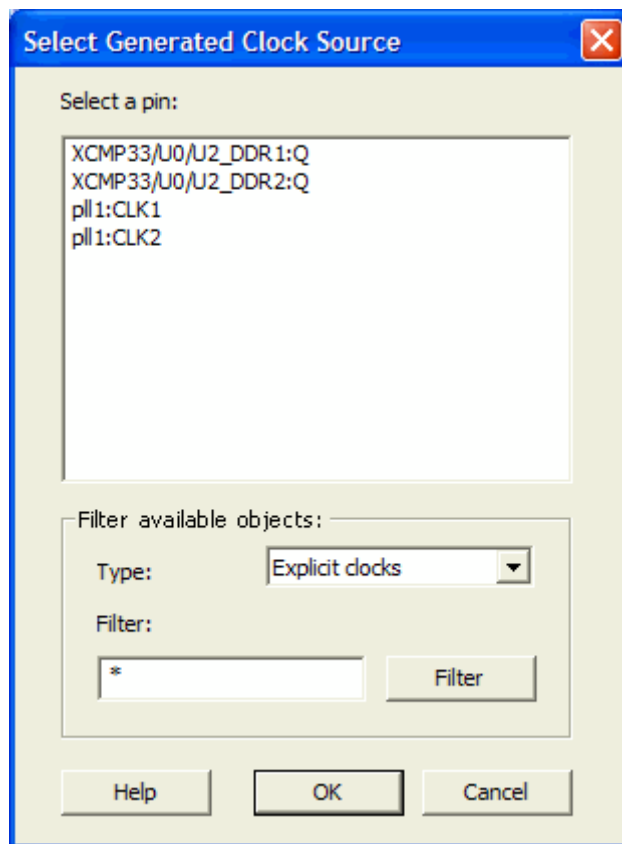 Select Generated Clock Source
Select a pin:
XCMP33/U0/U2_DDR1:Q
XCMP33/U0/U2_DDR2:Q
pll1:CLK1
pll1:CLK2
Filter available objects:
Type:
Explicit clocks
Filter:
*
Filter
Help
OK
Cancel